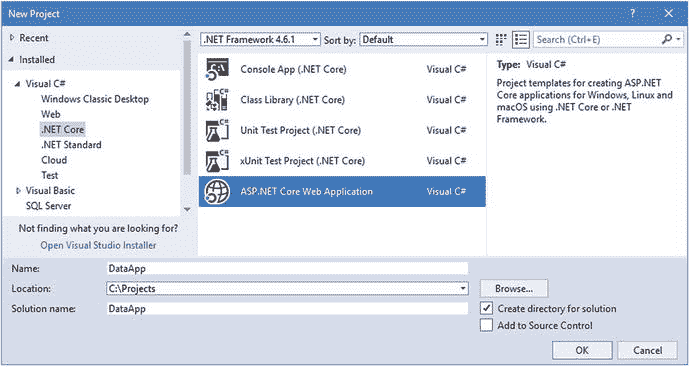 New Project
Recent
Installed
Visual C#
Windows Classic Desktop
Web
.NET Core
.NET Standard
Cloud
Test
Visual Basic
SQL Server
Not finding what you are looking for?
Open Visual Studio Installer
.NET Framework 4.6.1
Sort by: Default
Search (Ctrl+E)
Console App (.NET Core) Visual C#
Class Library (.NET Core) Visual C#
Unit Test Project (.NET Core) Visual C#
xUnit Test Project (.NET Core) Visual C#
ASP.NET Core Web Application Visual C#
Type: Visual C#
Project templates for creating ASP.NET
Core applications for Windows, Linux and
macOS using .NET Core or .NET
Framework.
Name: DataApp
Location: C:\Projects
Browse...
Solution name: DataApp
Create directory for solution
Add to Source Control
OK Cancel